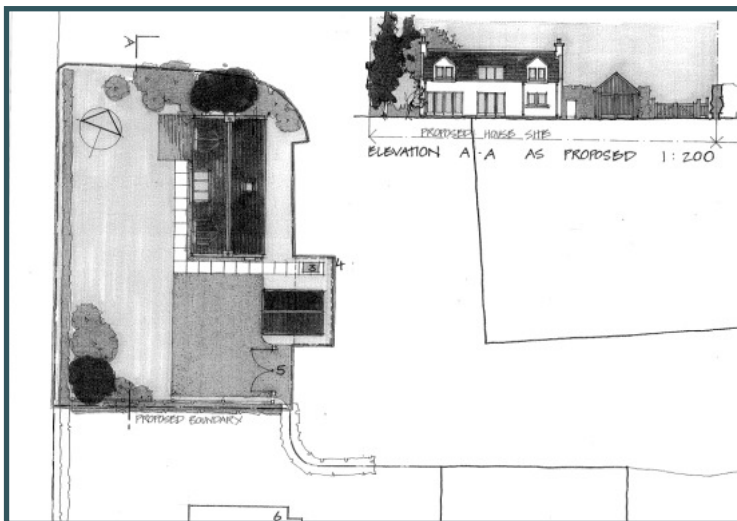 A
PROPOSED HOUSE SITE
ELEVATION A-A AS PROPOSED 1:200
4
3
5
PROPOSED BOUNDARY
6